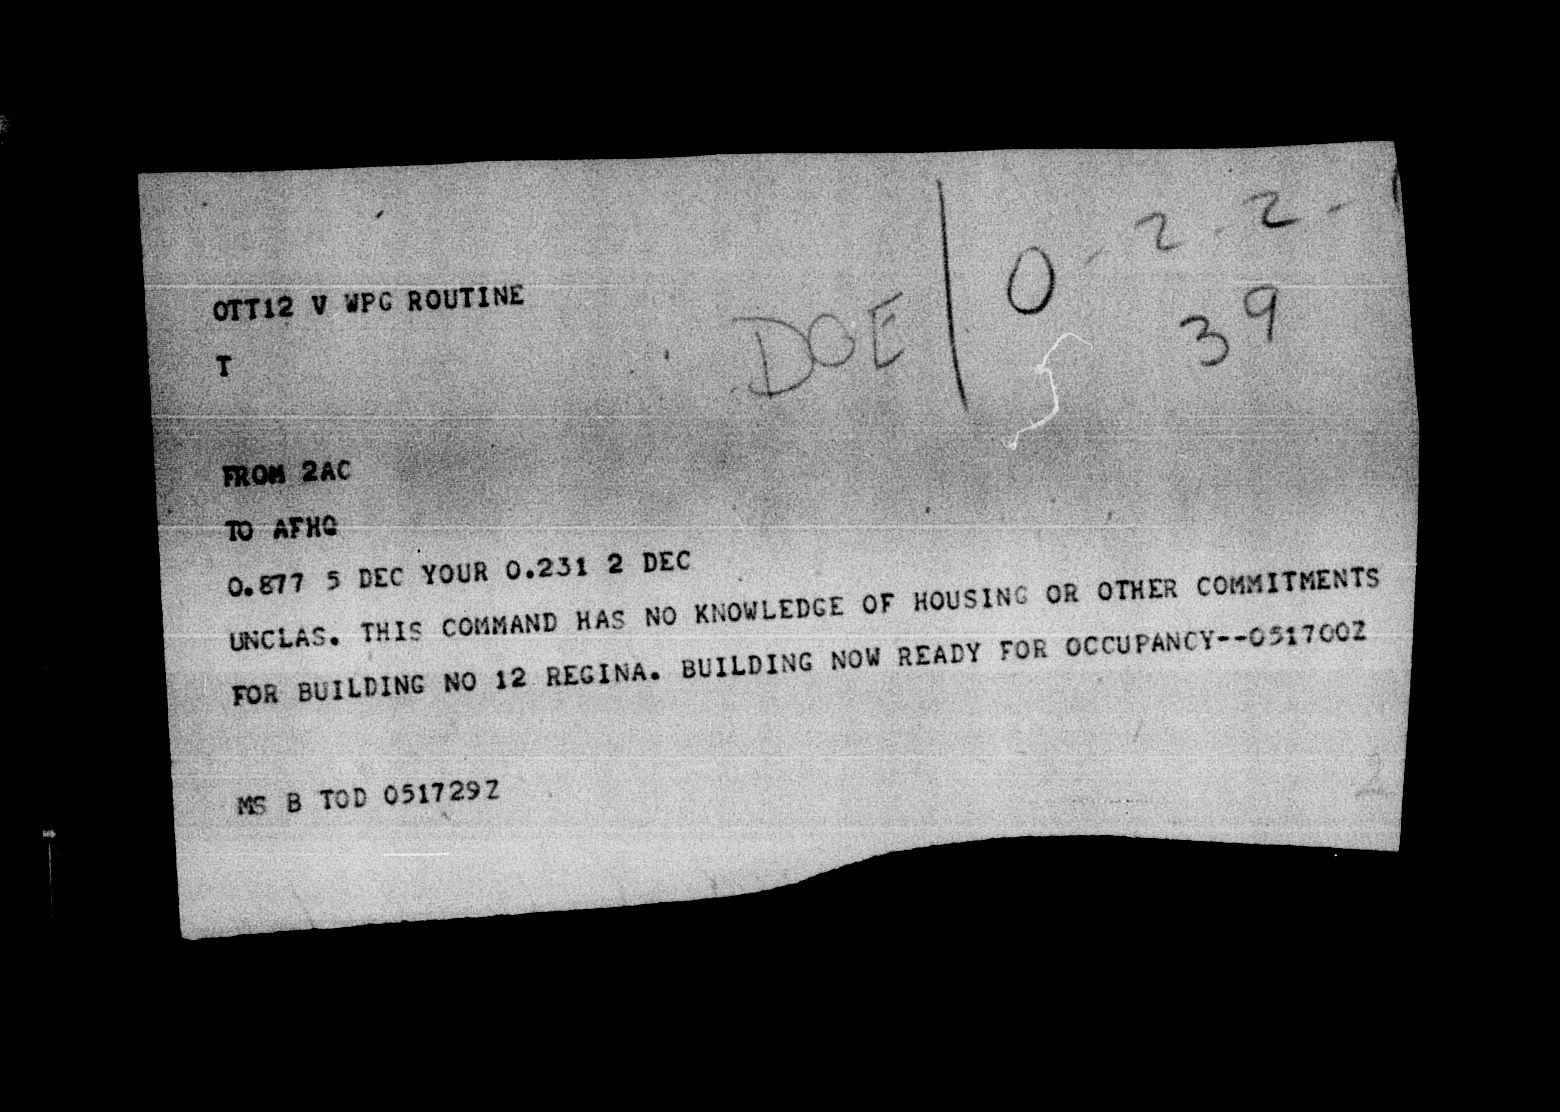 OTT12 V WPG ROUTINE
DOE 0-2-2-
39
T
FROM 2AC
TO AFHQ
0.877 5 DEC YOUR 0.231 2 DEC
UNCLAS. THIS COMMAND HAS NO KNOWLEDGE OF HOUSING OR OTHER COMMITMENTS
FOR BUILDING NO 12 REGINA. BUILDING NOW READY FOR OCCUPANCY--051700Z
MS B TOD 051729Z